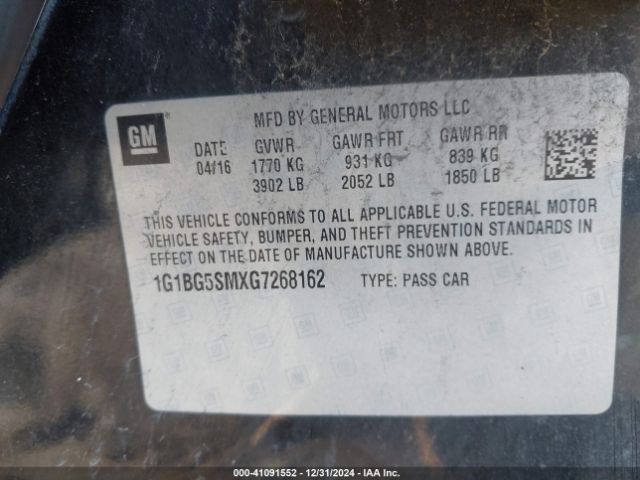 GM
MFD BY GENERAL MOTORS LLC
DATE GVWR GAWR FRT GAWR RR
04/16 1770 KG 931 KG 839 KG
3902 LB 2052 LB 1850 LB
THIS VEHICLE CONFORMS TO ALL APPLICABLE U.S. FEDERAL MOTOR
VEHICLE SAFETY, BUMPER, AND THEFT PREVENTION STANDARDS IN
EFFECT ON THE DATE OF MANUFACTURE SHOWN ABOVE.
1G1BG5SMXG7268162 TYPE: PASS CAR
000-41091552 - 12/31/2024 - IAA Inc.